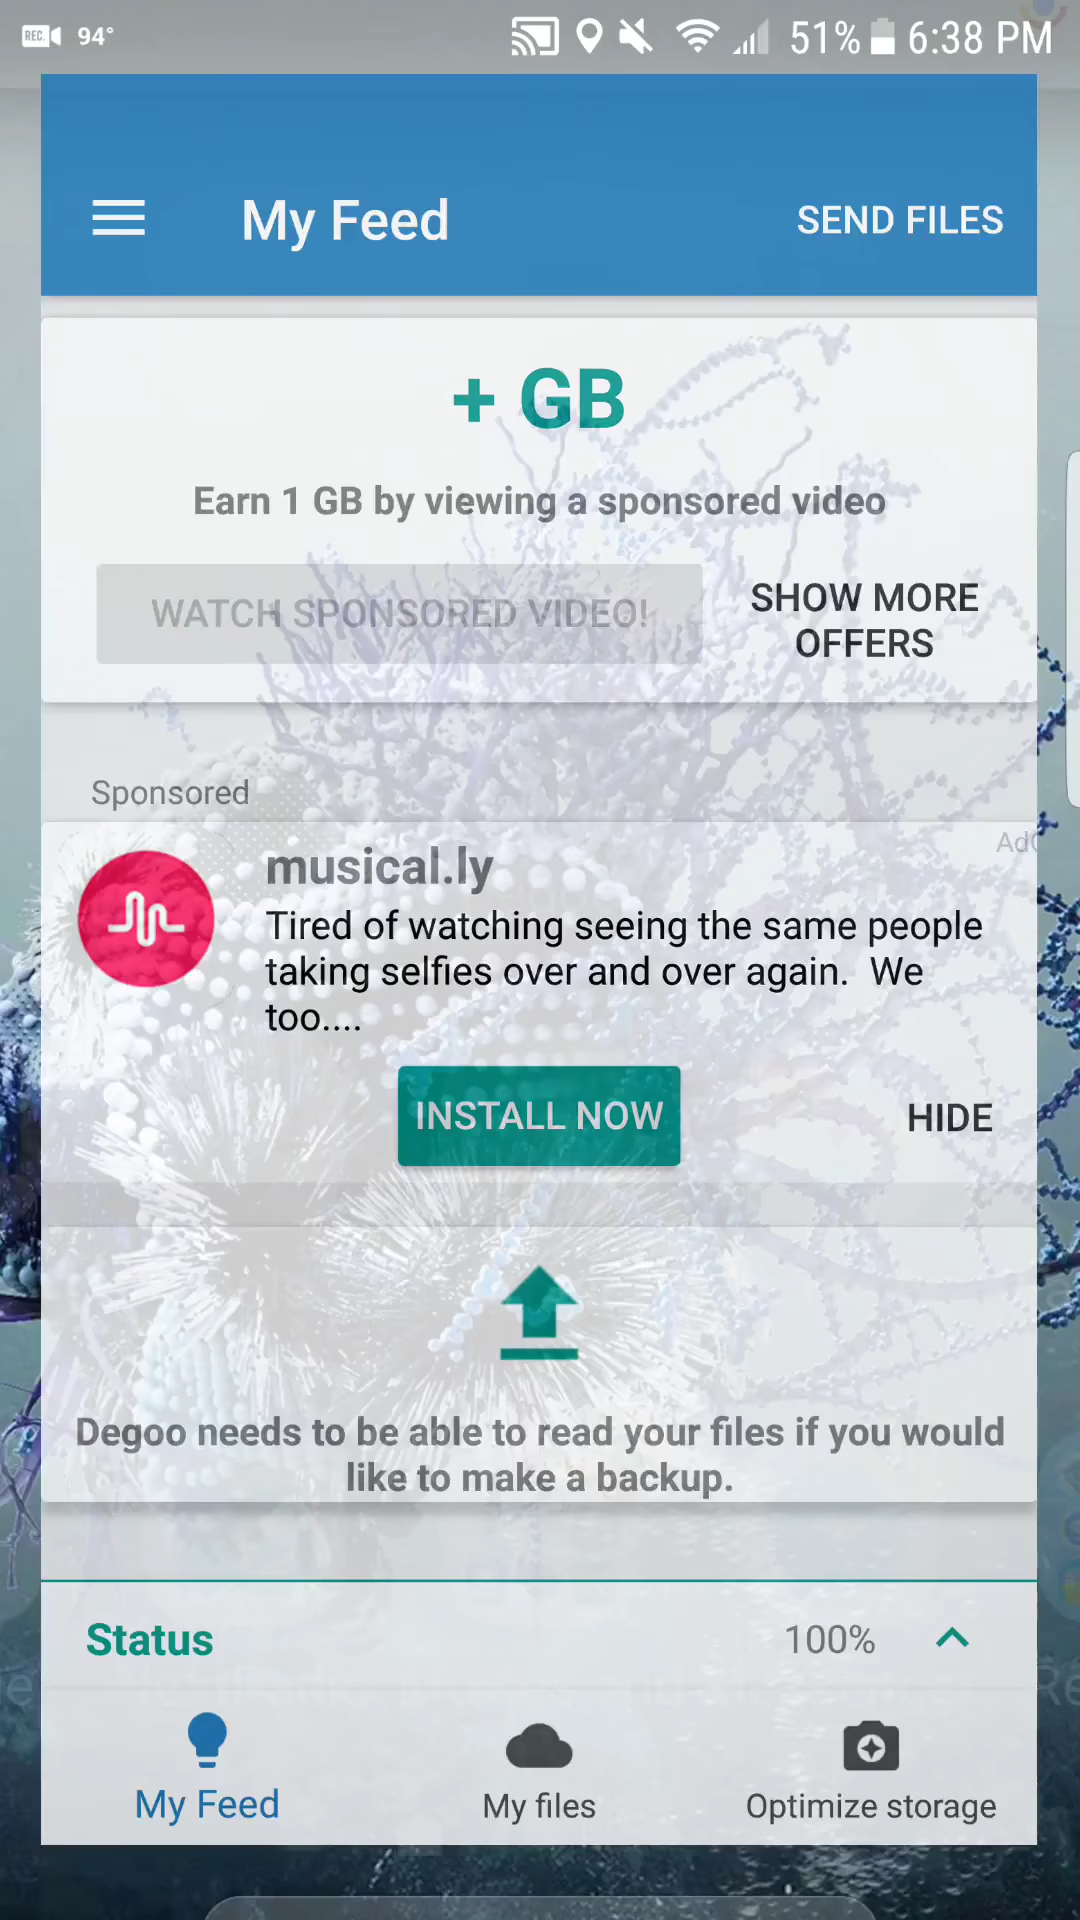 REC 94° 51% 6:38 PM
My Feed SEND FILES
+ GB
Earn 1 GB by viewing a sponsored video
WATCH SPONSORED VIDEO! SHOW MORE
OFFERS
Sponsored
musical.ly
Tired of watching seeing the same people
taking selfies over and over again. We
too....
INSTALL NOW HIDE
Degoo needs to be able to read your files if you would
like to make a backup.
Status 100%
My Feed My files Optimize storage